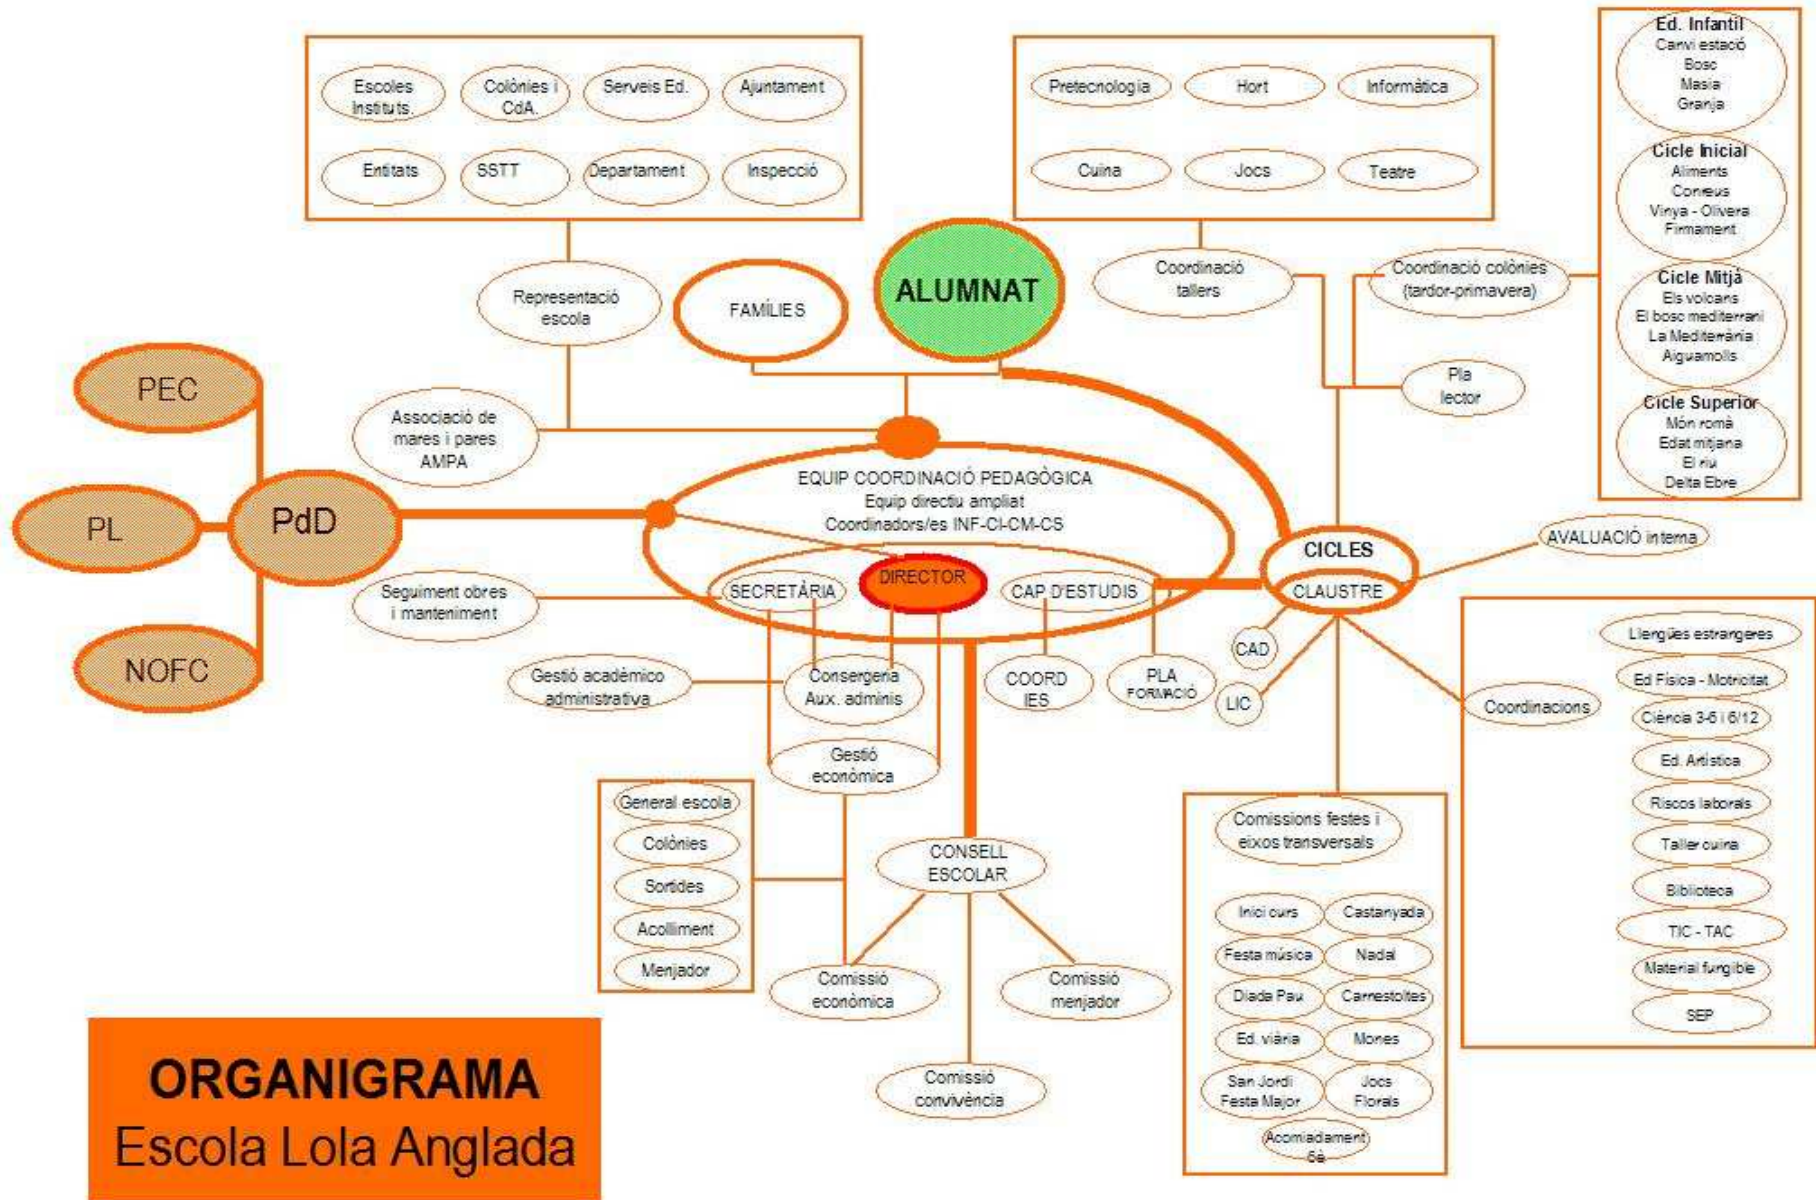 Escoles
Instituts.
Colònies i
CdA.
Serveis Ed.
Ajuntament
Entitats
SSTT
Departament
Inspecció
Pretecnologia
Hort
Informàtica
Cuina
Jocs
Teatre
Ed. Infantil
Canvi estació
Bosc
Masia
Granja
Cicle Inicial
Aliments
Conreus
Vinya - Olivera
Firmament
Cicle Mitjà
Els volcans
El bosc mediterrani
La Mediterrània
Aiguamolls
Cicle Superior
Món romà
Edat mitjana
El riu
Delta Ebre
Representació
escola
FAMÍLIES
ALUMNAT
Coordinació
tallers
Coordinació colònies
(tardor-primavera)
Pla
lector
PEC
PL
PdD
NOFC
Associació de
mares i pares
AMPA
EQUIP COORDINACIÓ PEDAGÒGICA
Equip directiu ampliat
Coordinadors/es INF-CI-CM-CS
SECRETÀRIA
DIRECTOR
CAP D'ESTUDIS
CICLES
CLAUSTRE
AVALUACIÓ interna
Seguiment obres
i manteniment
Gestió acadèmico
administrativa
Consergeria
Aux. adminis
COORD
IES
PLA
FORMACIÓ
CAD
LIC
Coordinacions
Llengües estrangeres
Ed Física - Motricitat
Ciència 3-6 i 6/12
Ed. Artística
Riscos laborals
Taller cuina
Biblioteca
TIC - TAC
Material fungible
SEP
Gestió
econòmica
General escola
Colònies
Sortides
Acolliment
Menjador
CONSELL
ESCOLAR
Comissió
econòmica
Comissió
menjador
Comissió
convivència
Comissions festes i
eixos transversals
Inici curs
Castanyada
Festa música
Nadal
Diada Pau
Carnestoltes
Ed. viària
Mones
San Jordi
Festa Major
Jocs
Florals
Acomiadament
6è
ORGANIGRAMA
Escola Lola Anglada